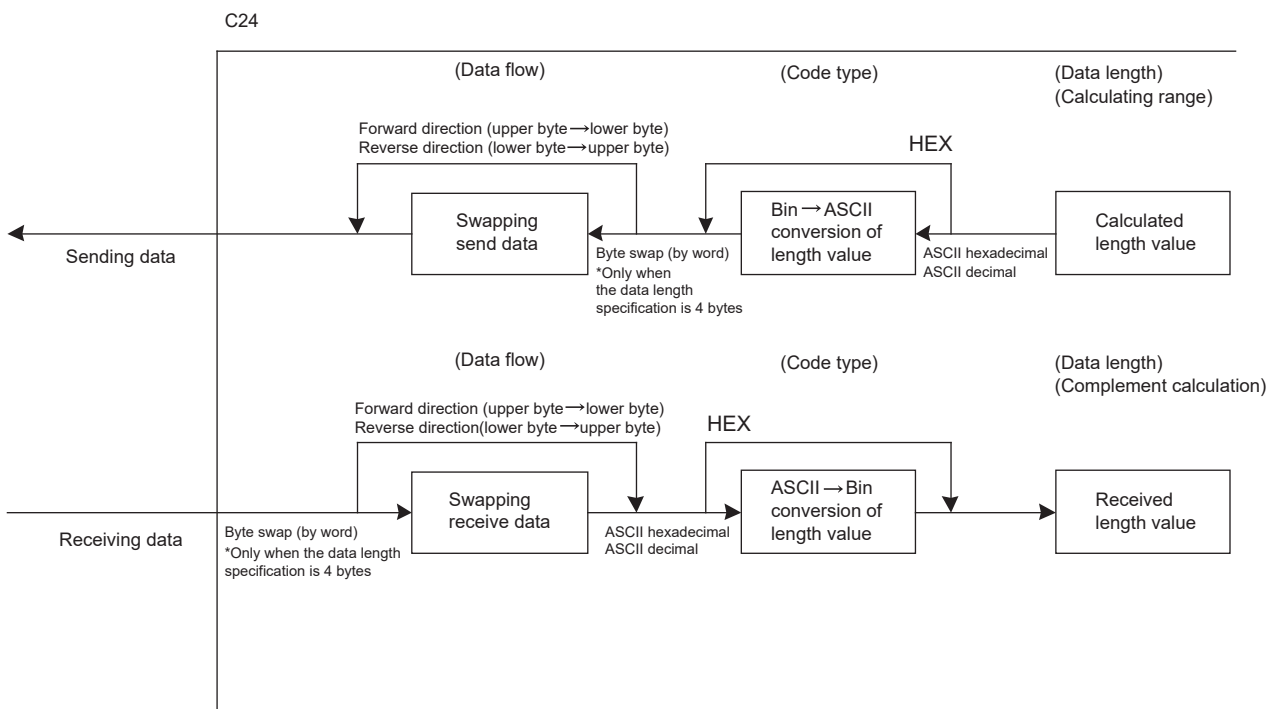 C24
(Data flow)
(Code type)
(Data length)
(Calculating range)
Forward direction (upper byte→lower byte)
Reverse direction (lower byte→upper byte)
HEX
Swapping
send data
Bin→ASCII
conversion of
length value
Calculated
length value
Sending data
Byte swap (by word)
*Only when
the data length
specification is 4 bytes
ASCII hexadecimal
ASCII decimal
(Data flow)
(Code type)
(Data length)
(Complement calculation)
Forward direction (upper byte→lower byte)
Reverse direction(lower byte→upper byte)
HEX
Swapping
receive data
ASCII→Bin
conversion of
length value
Received
length value
Receiving data
Byte swap (by word)
*Only when the data length
specification is 4 bytes
ASCII hexadecimal
ASCII decimal